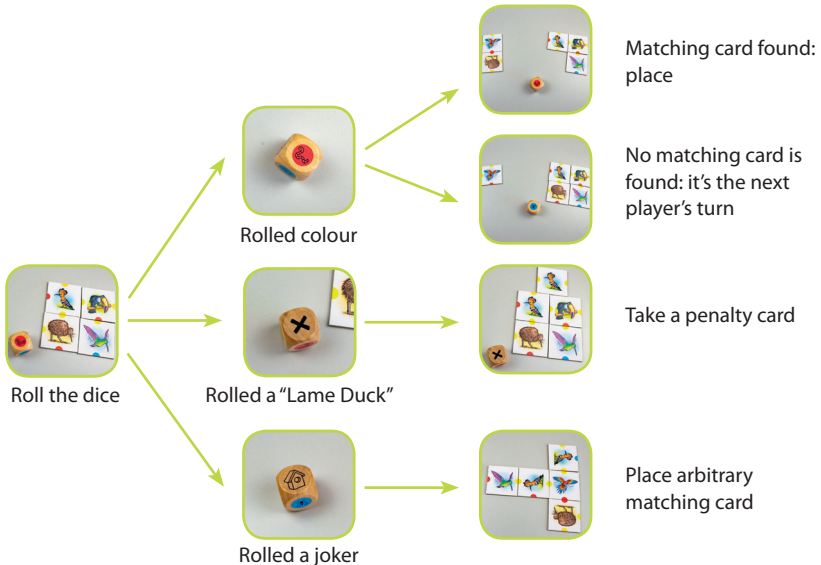 Matching card found:
place
No matching card is
found: it's the next
player's turn
Rolled colour
Take a penalty card
Roll the dice
Rolled a “Lame Duck”
Place arbitrary
matching card
Rolled a joker